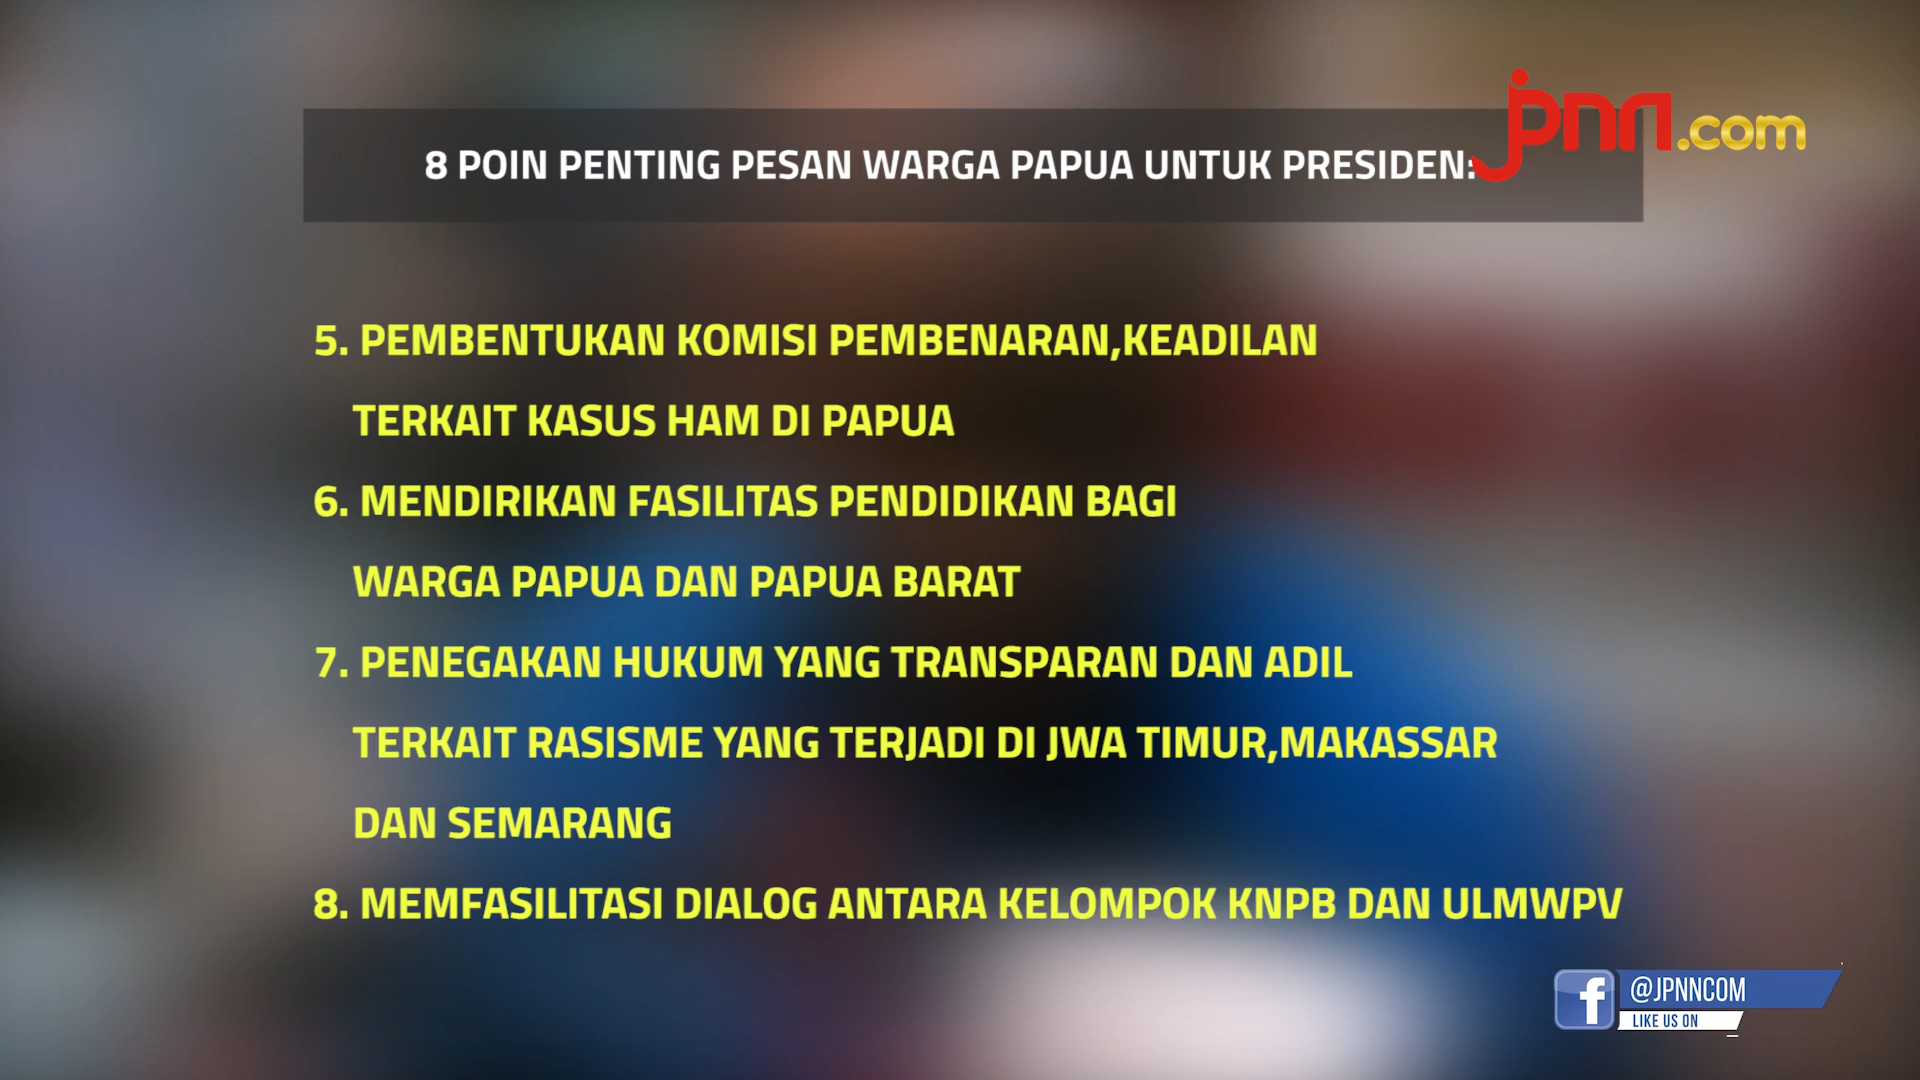 jpnn.com
8 POIN PENTING PESAN WARGA PAPUA UNTUK PRESIDEN:
5. PEMBENTUKAN KOMISI PEMBENARAN,KEADILAN
TERKAIT KASUS HAM DI PAPUA
6. MENDIRIKAN FASILITAS PENDIDIKAN BAGI
WARGA PAPUA DAN PAPUA BARAT
7. PENEGAKAN HUKUM YANG TRANSPARAN DAN ADIL
TERKAIT RASISME YANG TERJADI DI JWA TIMUR,MAKASSAR
DAN SEMARANG
8. MEMFASILITASI DIALOG ANTARA KELOMPOK KNPB DAN ULMWPV
f @JPNNCOM
LIKE US ON